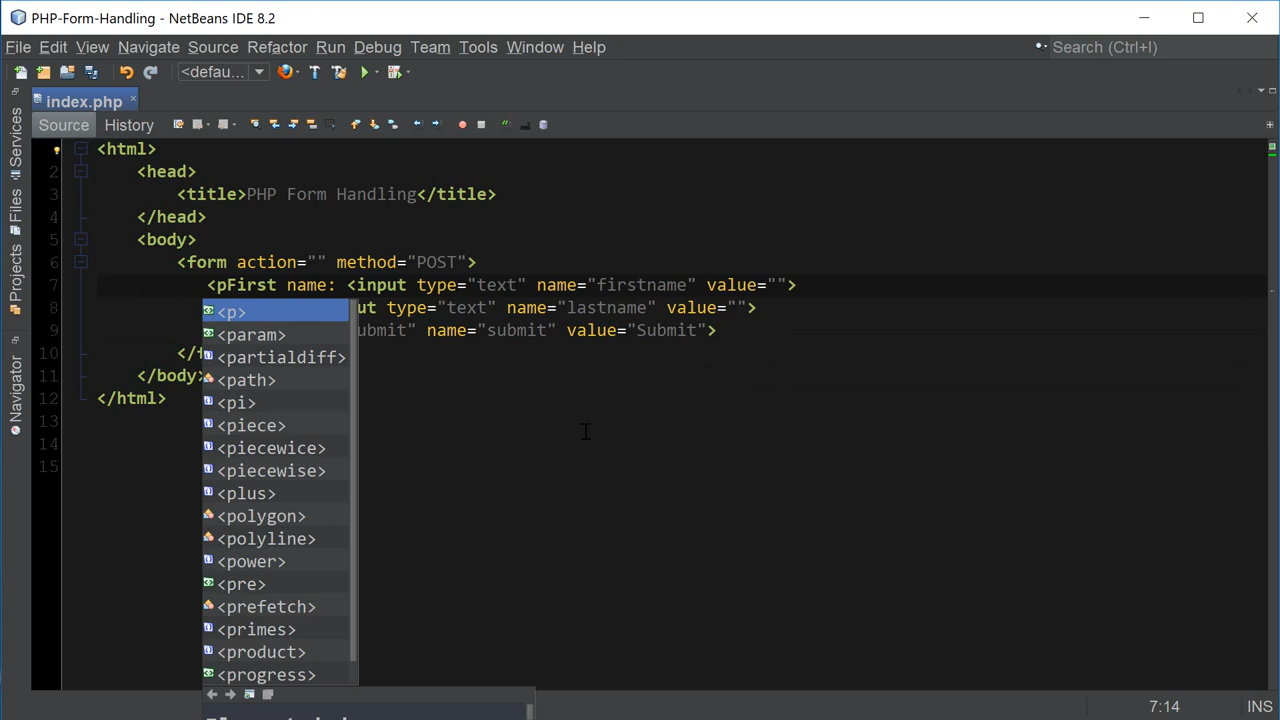 PHP-Form-Handling - NetBeans IDE 8.2
File Edit View Navigate Source Refactor Run Debug Team Tools Window Help
Search (Ctrl+I)
<defau...
index.php
Source History
Services
Files
Projects
Navigator
<html>
2 <head>
3 <title>PHP Form Handling</title>
4 </head>
5 <body>
6 <form action="" method="POST">
7 <pFirst name: <input type="text" name="firstname" value="">
8 ut type="text" name="lastname" value="">
9 ubmit" name="submit" value="Submit">
10 </f
11 </body>
12 </html>
13
14
15
<p>
<param>
<partialdiff>
<path>
<pi>
<piece>
<piecewice>
<piecewise>
<plus>
<polygon>
<polyline>
<power>
<pre>
<prefetch>
<primes>
<product>
<progress>
7:14 INS